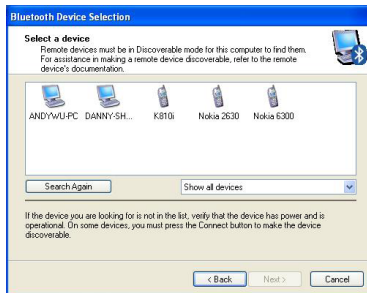 Bluetooth Device Selection
Select a device
Remote devices must be in Discoverable mode for this computer to find them.
For assistance in making a remote device discoverable, refer to the remote
device's documentation.
ANDYWU-PC DANNY-SH... K810i Nokia 2630 Nokia 6300
Search Again Show all devices
If the device you are looking for is not in the list, verify that the device has power and is
operational. On some devices, you must press the Connect button to make the device
discoverable.
< Back Next > Cancel